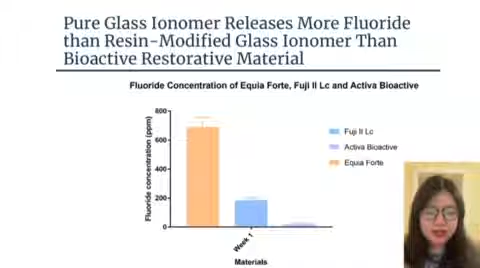 Pure Glass Ionomer Releases More Fluoride
than Resin-Modified Glass Ionomer Than
Bioactive Restorative Material
Fluoride Concentration of Equia Forte, Fuji II Lc and Activa Bioactive
Fluoride concentration (ppm)
800
600
400
200
0
Fuji II Lc
Activa Bioactive
Equia Forte
Week 1
Materials